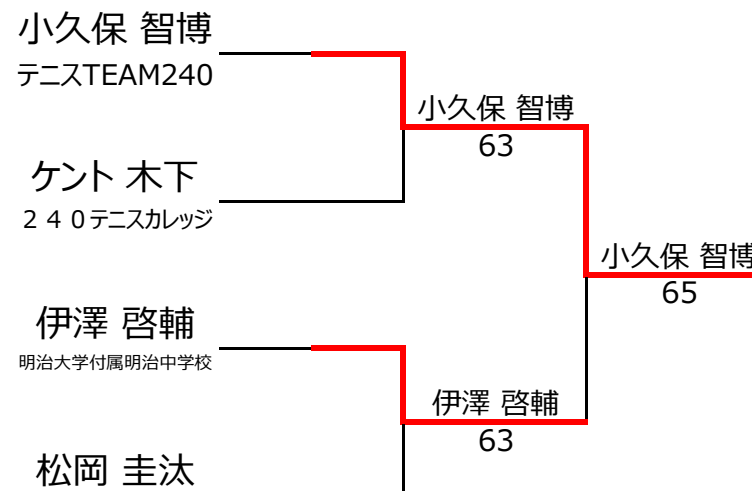 小久保 智博
テニスTEAM240
小久保 智博
63
ケント 木下
２４０テニスカレッジ
小久保 智博
65
伊澤 啓輔
明治大学付属明治中学校
伊澤 啓輔
63
松岡 圭汰